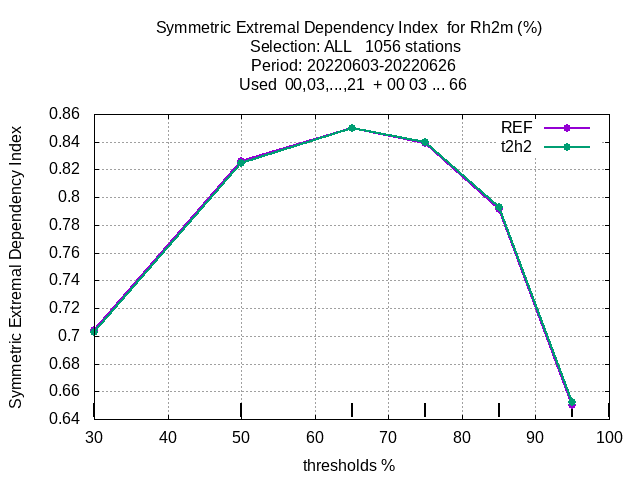 Symmetric Extremal Dependency Index  for Rh2m (%)
Selection: ALL   1056 stations
Period: 20220603-20220626
Used  00,03,...,21  + 00 03 ... 66
Symmetric Extremal Dependency Index
0.86
0.84
0.82
0.8
0.78
0.76
0.74
0.72
0.7
0.68
0.66
0.64
REF
t2h2
30 40 50 60 70 80 90 100
thresholds %